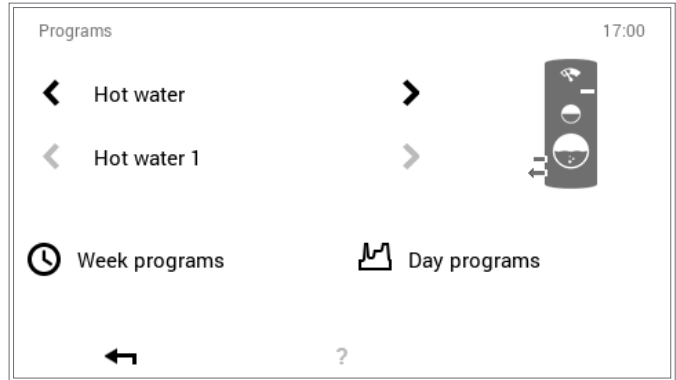 Programs 17:00
Hot water
Hot water 1
Week programs Day programs
?